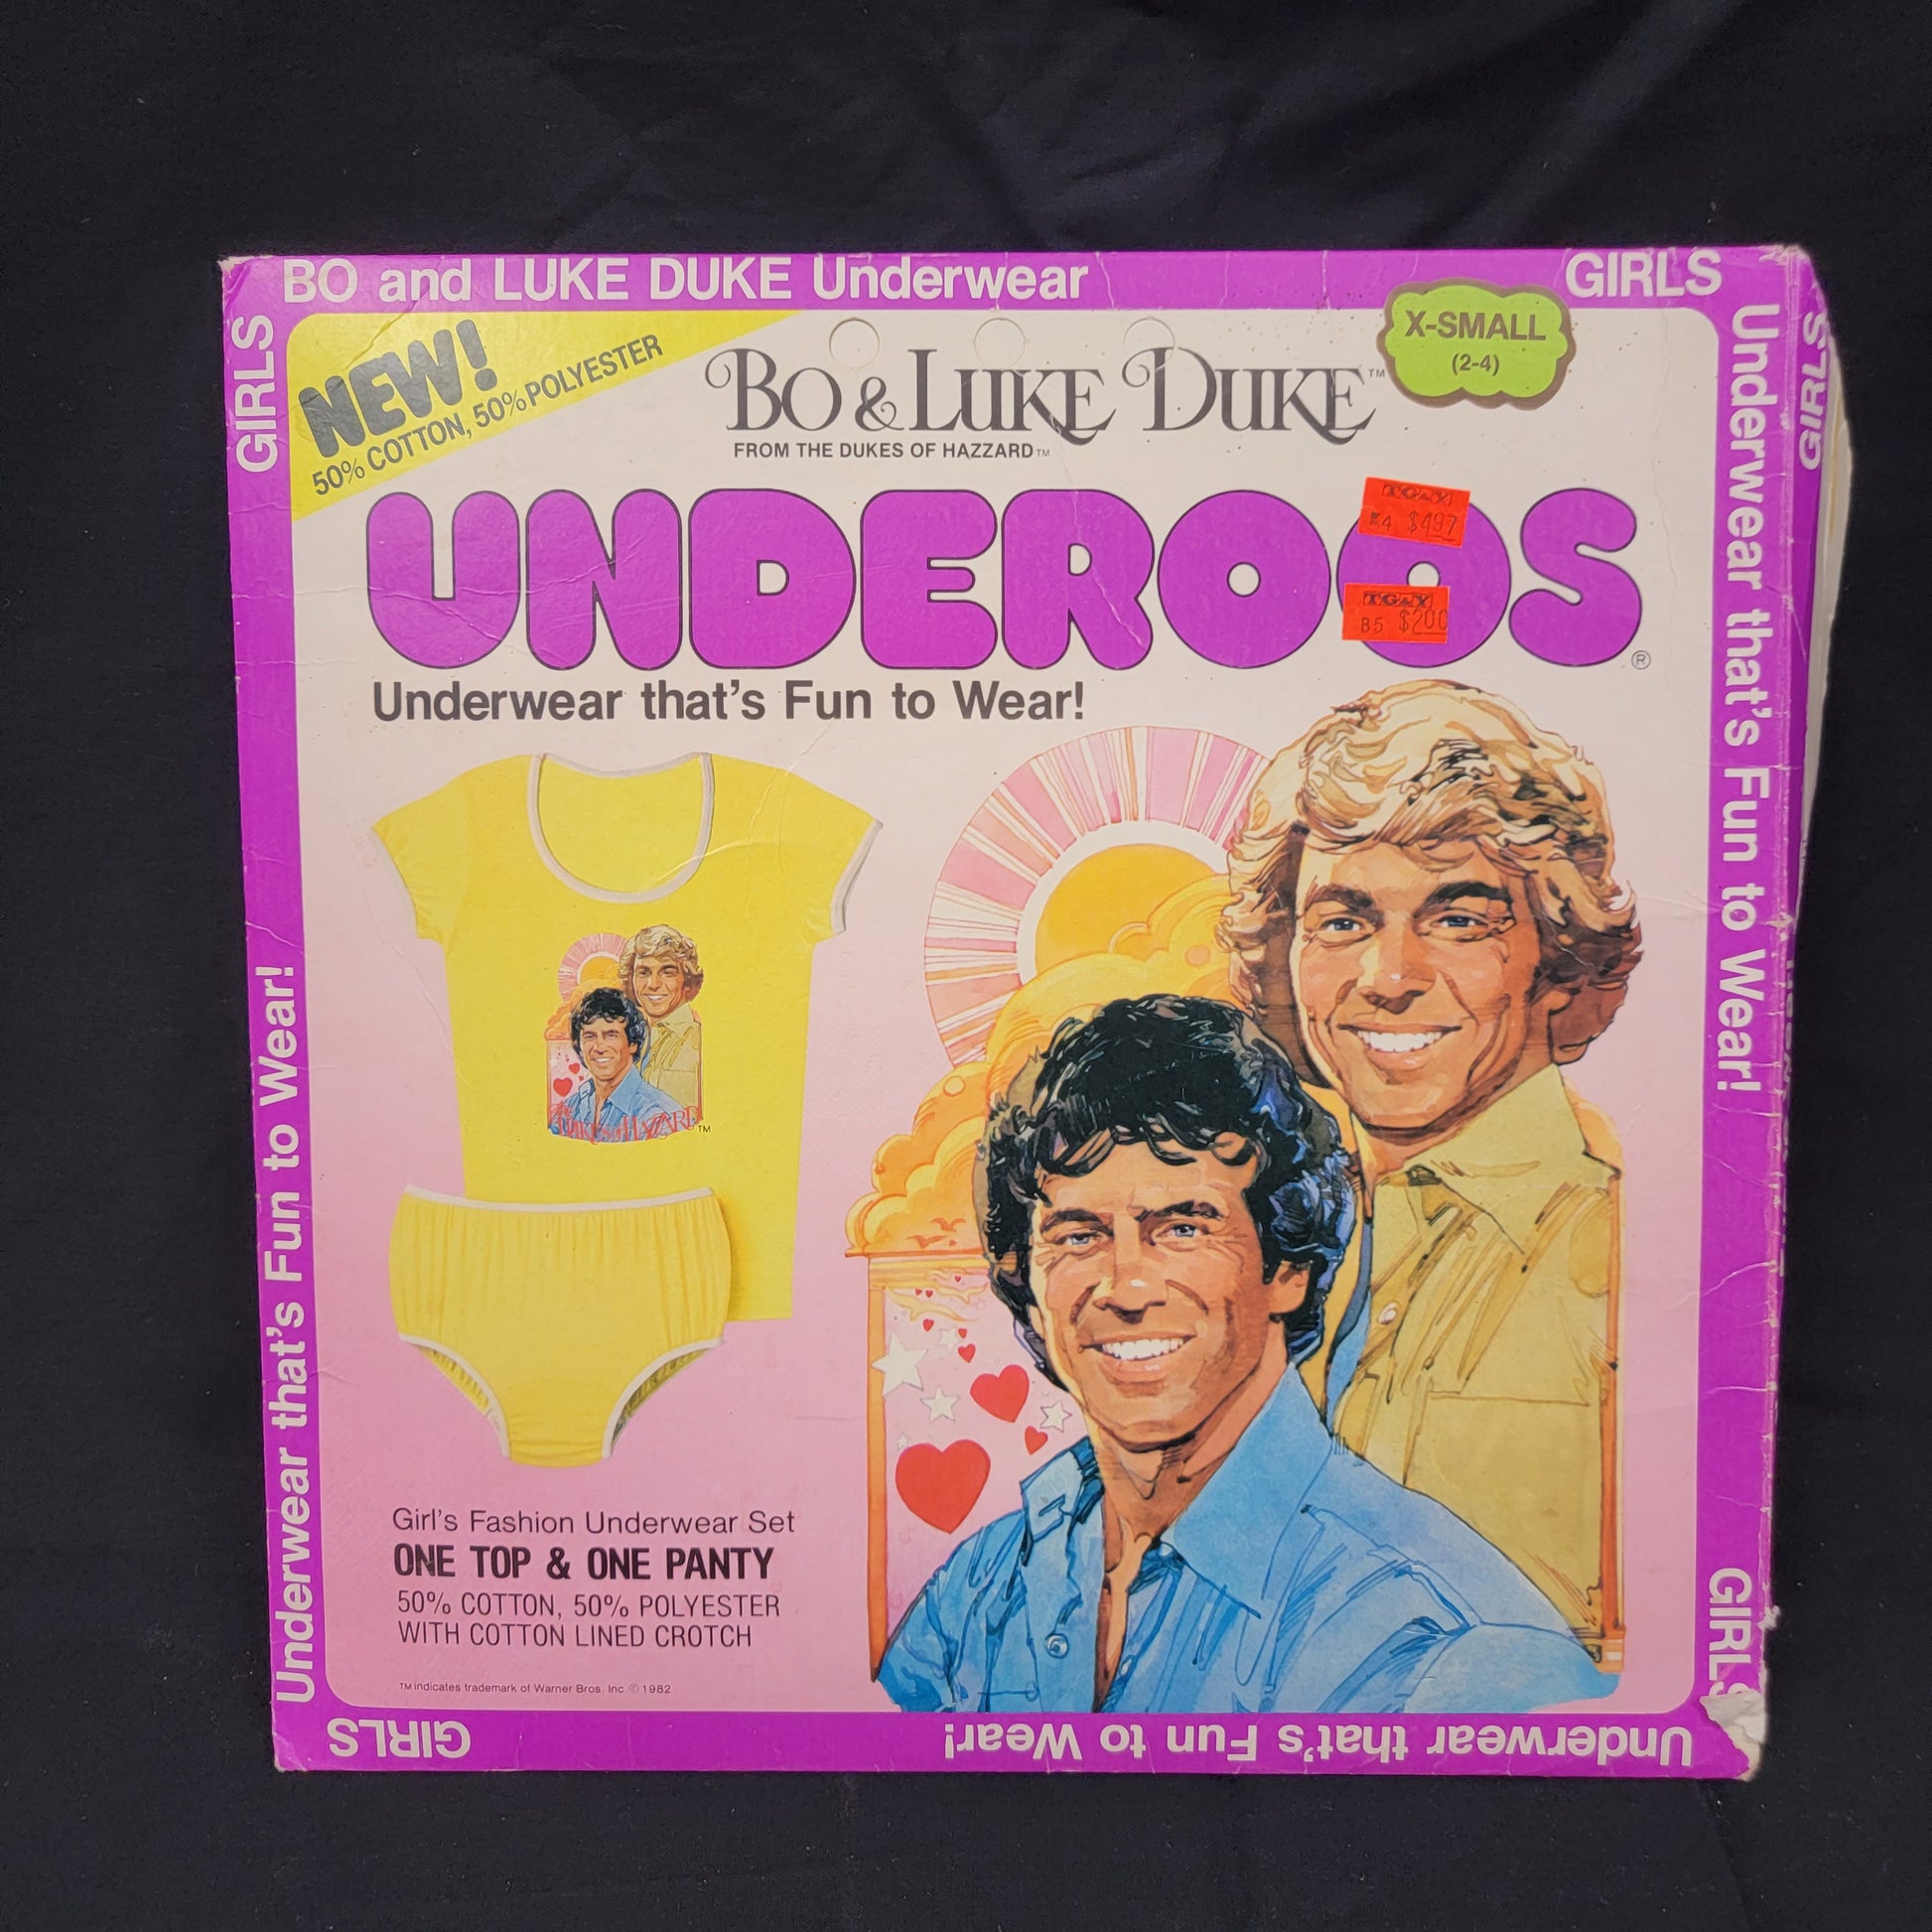 BO and LUKE DUKE Underwear
GIRLS
GIRLS
NEW!
50% COTTON, 50% POLYESTER
BO & LUKE DUKE™
FROM THE DUKES OF HAZZARD™
X-SMALL
(2-4)
UNDEROOS®
TG&Y
$4.97
TG&Y
85 $2.00
Underwear that's Fun to Wear!
THE DUKES of HAZZARD
TM
Girl's Fashion Underwear Set
ONE TOP & ONE PANTY
50% COTTON, 50% POLYESTER
WITH COTTON LINED CROTCH
TM indicates trademark of Warner Bros. Inc. © 1982
Underwear that's Fun to Wear!
Underwear that's Fun to Wear!
GIRLS
GIRLS
GIRLS
Underwear that's Fun to Wear!